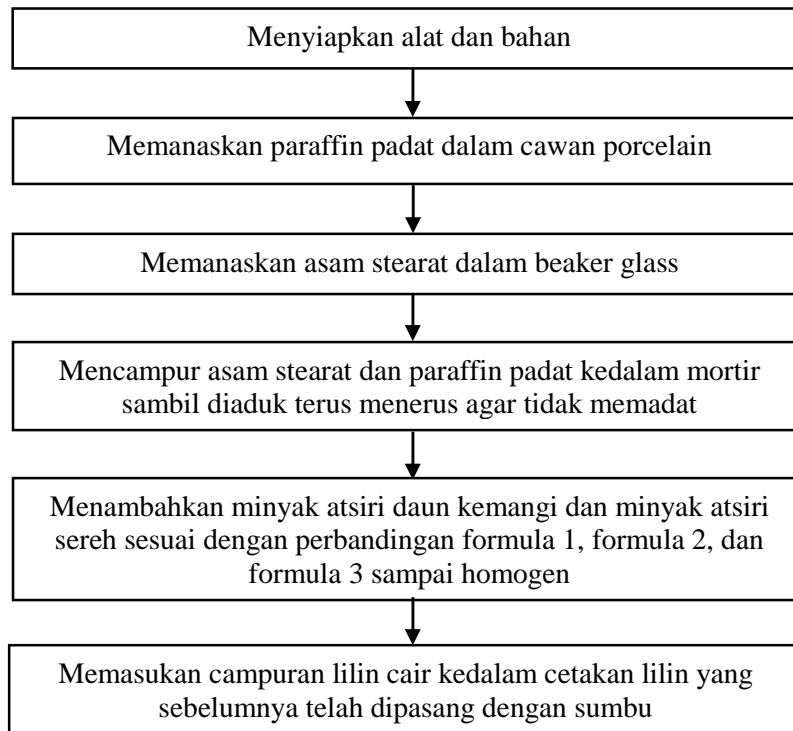 Menyiapkan alat dan bahan
Memanaskan paraffin padat dalam cawan porcelain
Memanaskan asam stearat dalam beaker glass
Mencampur asam stearat dan paraffin padat kedalam mortir
sambil diaduk terus menerus agar tidak memadat
Menambahkan minyak atsiri daun kemangi dan minyak atsiri
sereh sesuai dengan perbandingan formula 1, formula 2, dan
formula 3 sampai homogen
Memasukan campuran lilin cair kedalam cetakan lilin yang
sebelumnya telah dipasang dengan sumbu